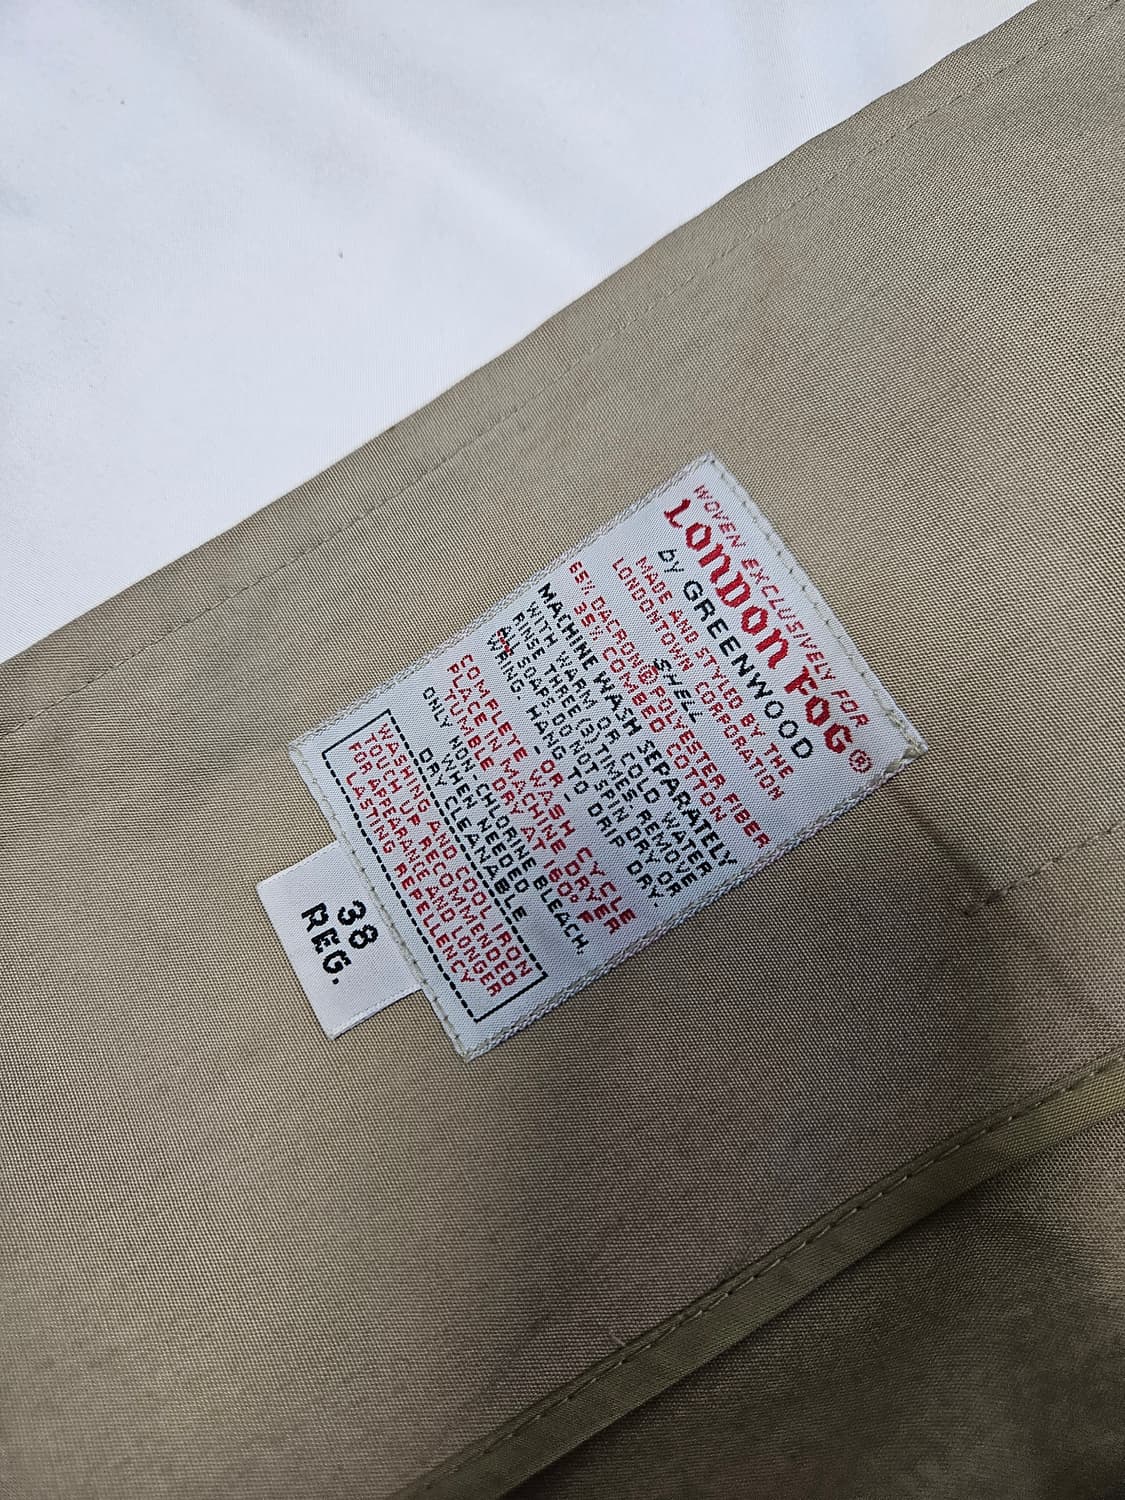 WOVEN EXCLUSIVELY FOR
LONDON FOG®
by GREENWOOD
MADE AND STYLED BY THE
LONDONTOWN CORPORATION
SHELL
65% DACRON® POLYESTER FIBER
35% COMBED COTTON
MACHINE WASH SEPARATELY
WITH WARM OR COLD WATER
RINSE THREE (3) TIMES. REMOVE
ALL SOAPS DO NOT SPIN DRY OR
WRING. HANG TO DRIP DRY.
-OR-
COMPLETE WASH CYCLE
PLACE IN MACHINE DRYER
TUMBLE DRY AT 160° F
ONLY NON-CHLORINE BLEACH,
WHEN NEEDED
DRY CLEANABLE
WASHING AND COOL IRON
TOUCH UP RECOMMENDED
FOR APPEARANCE AND LONGER
LASTING REPELLENCY
38
REG.